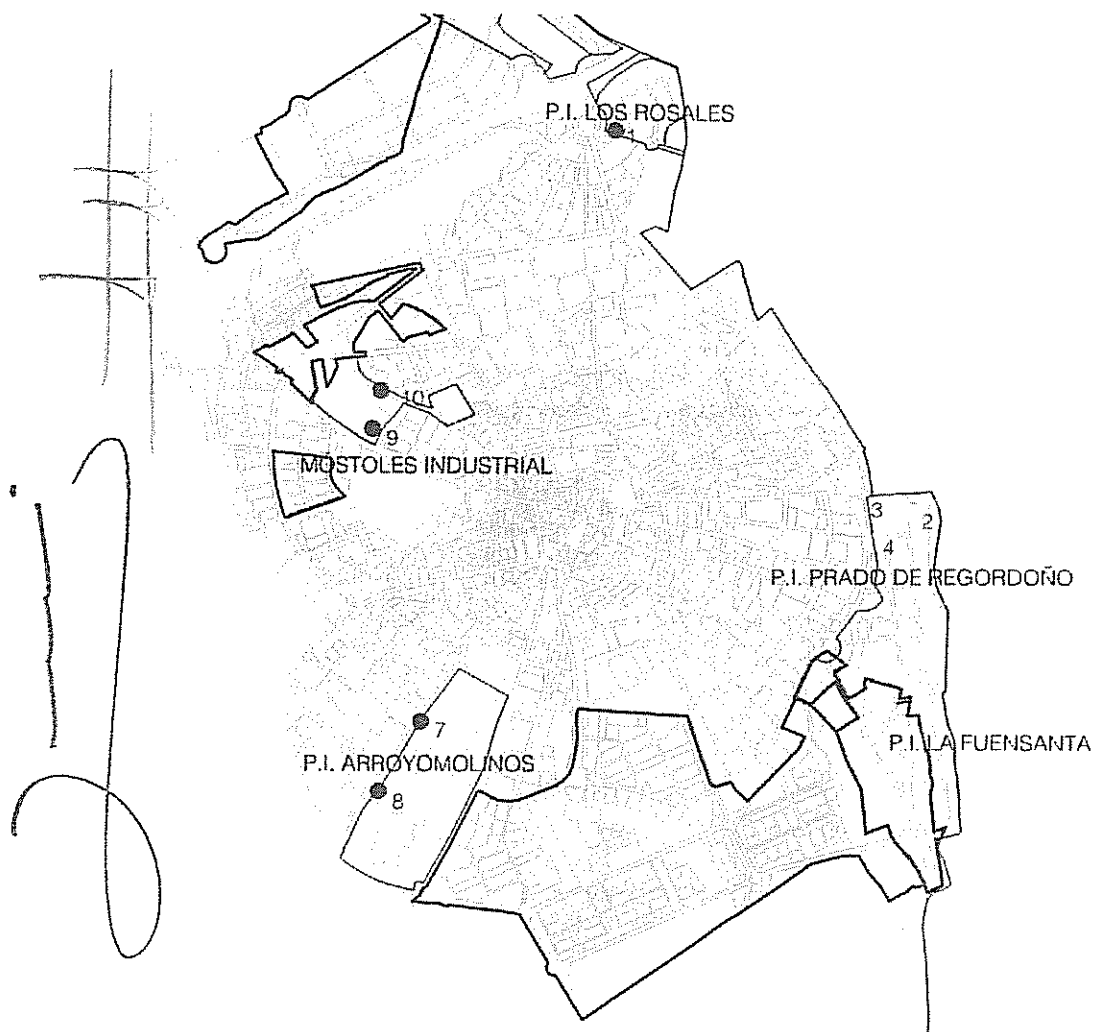 P.I. LOS ROSALES
1
10
9
MOSTOLES INDUSTRIAL
3
2
4
P.I. PRADO DE REGORDOÑO
7
P.I. LA FUENSANTA
P.I. ARROYOMOLINOS
8